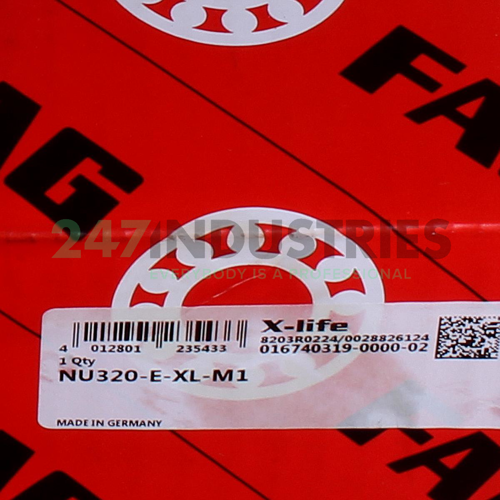 FAG
FAG
247INDUSTRIES
EVERYBODY IS A PROFESSIONAL
X-life
8203R0224/0028826124
016740319-0000-02
4 012801 235433
1 Qty
NU320-E-XL-M1
MADE IN GERMANY
FAG